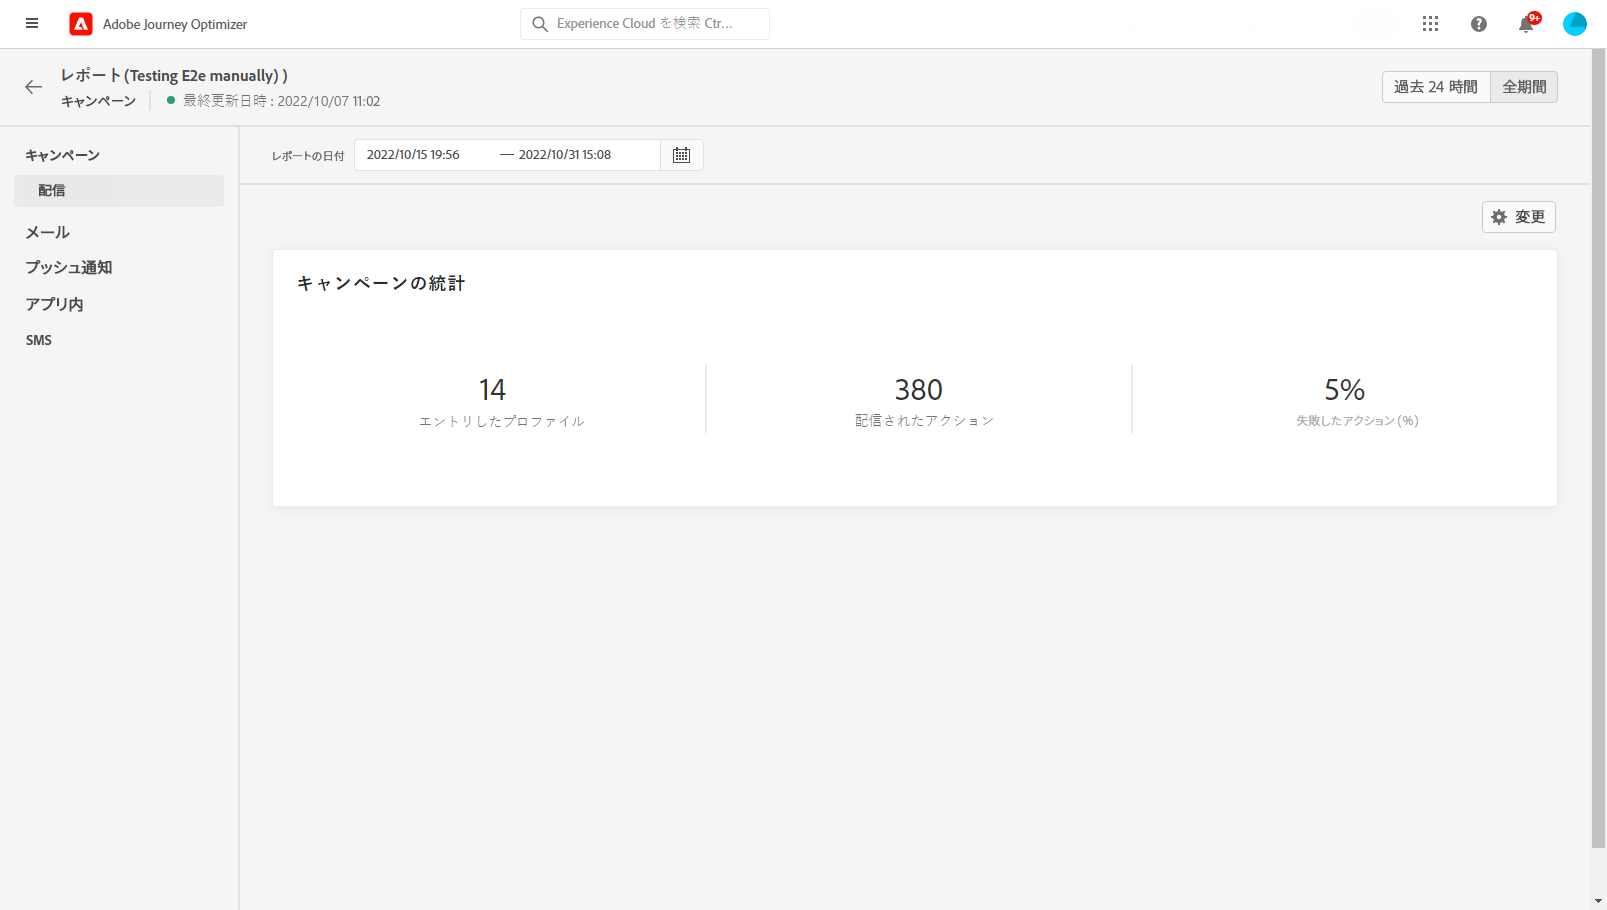 Adobe Journey Optimizer
Experience Cloud を検索 Ctr...
9+
レポート(Testing E2e manually) )
キャンペーン
最終更新日時 : 2022/10/07 11:02
過去 24 時間
全期間
キャンペーン
配信
メール
プッシュ通知
アプリ内
SMS
レポートの日付
2022/10/15 19:56 — 2022/10/31 15:08
変更
キャンペーンの統計
14
エントリしたプロファイル
380
配信されたアクション
5%
失敗したアクション (%)